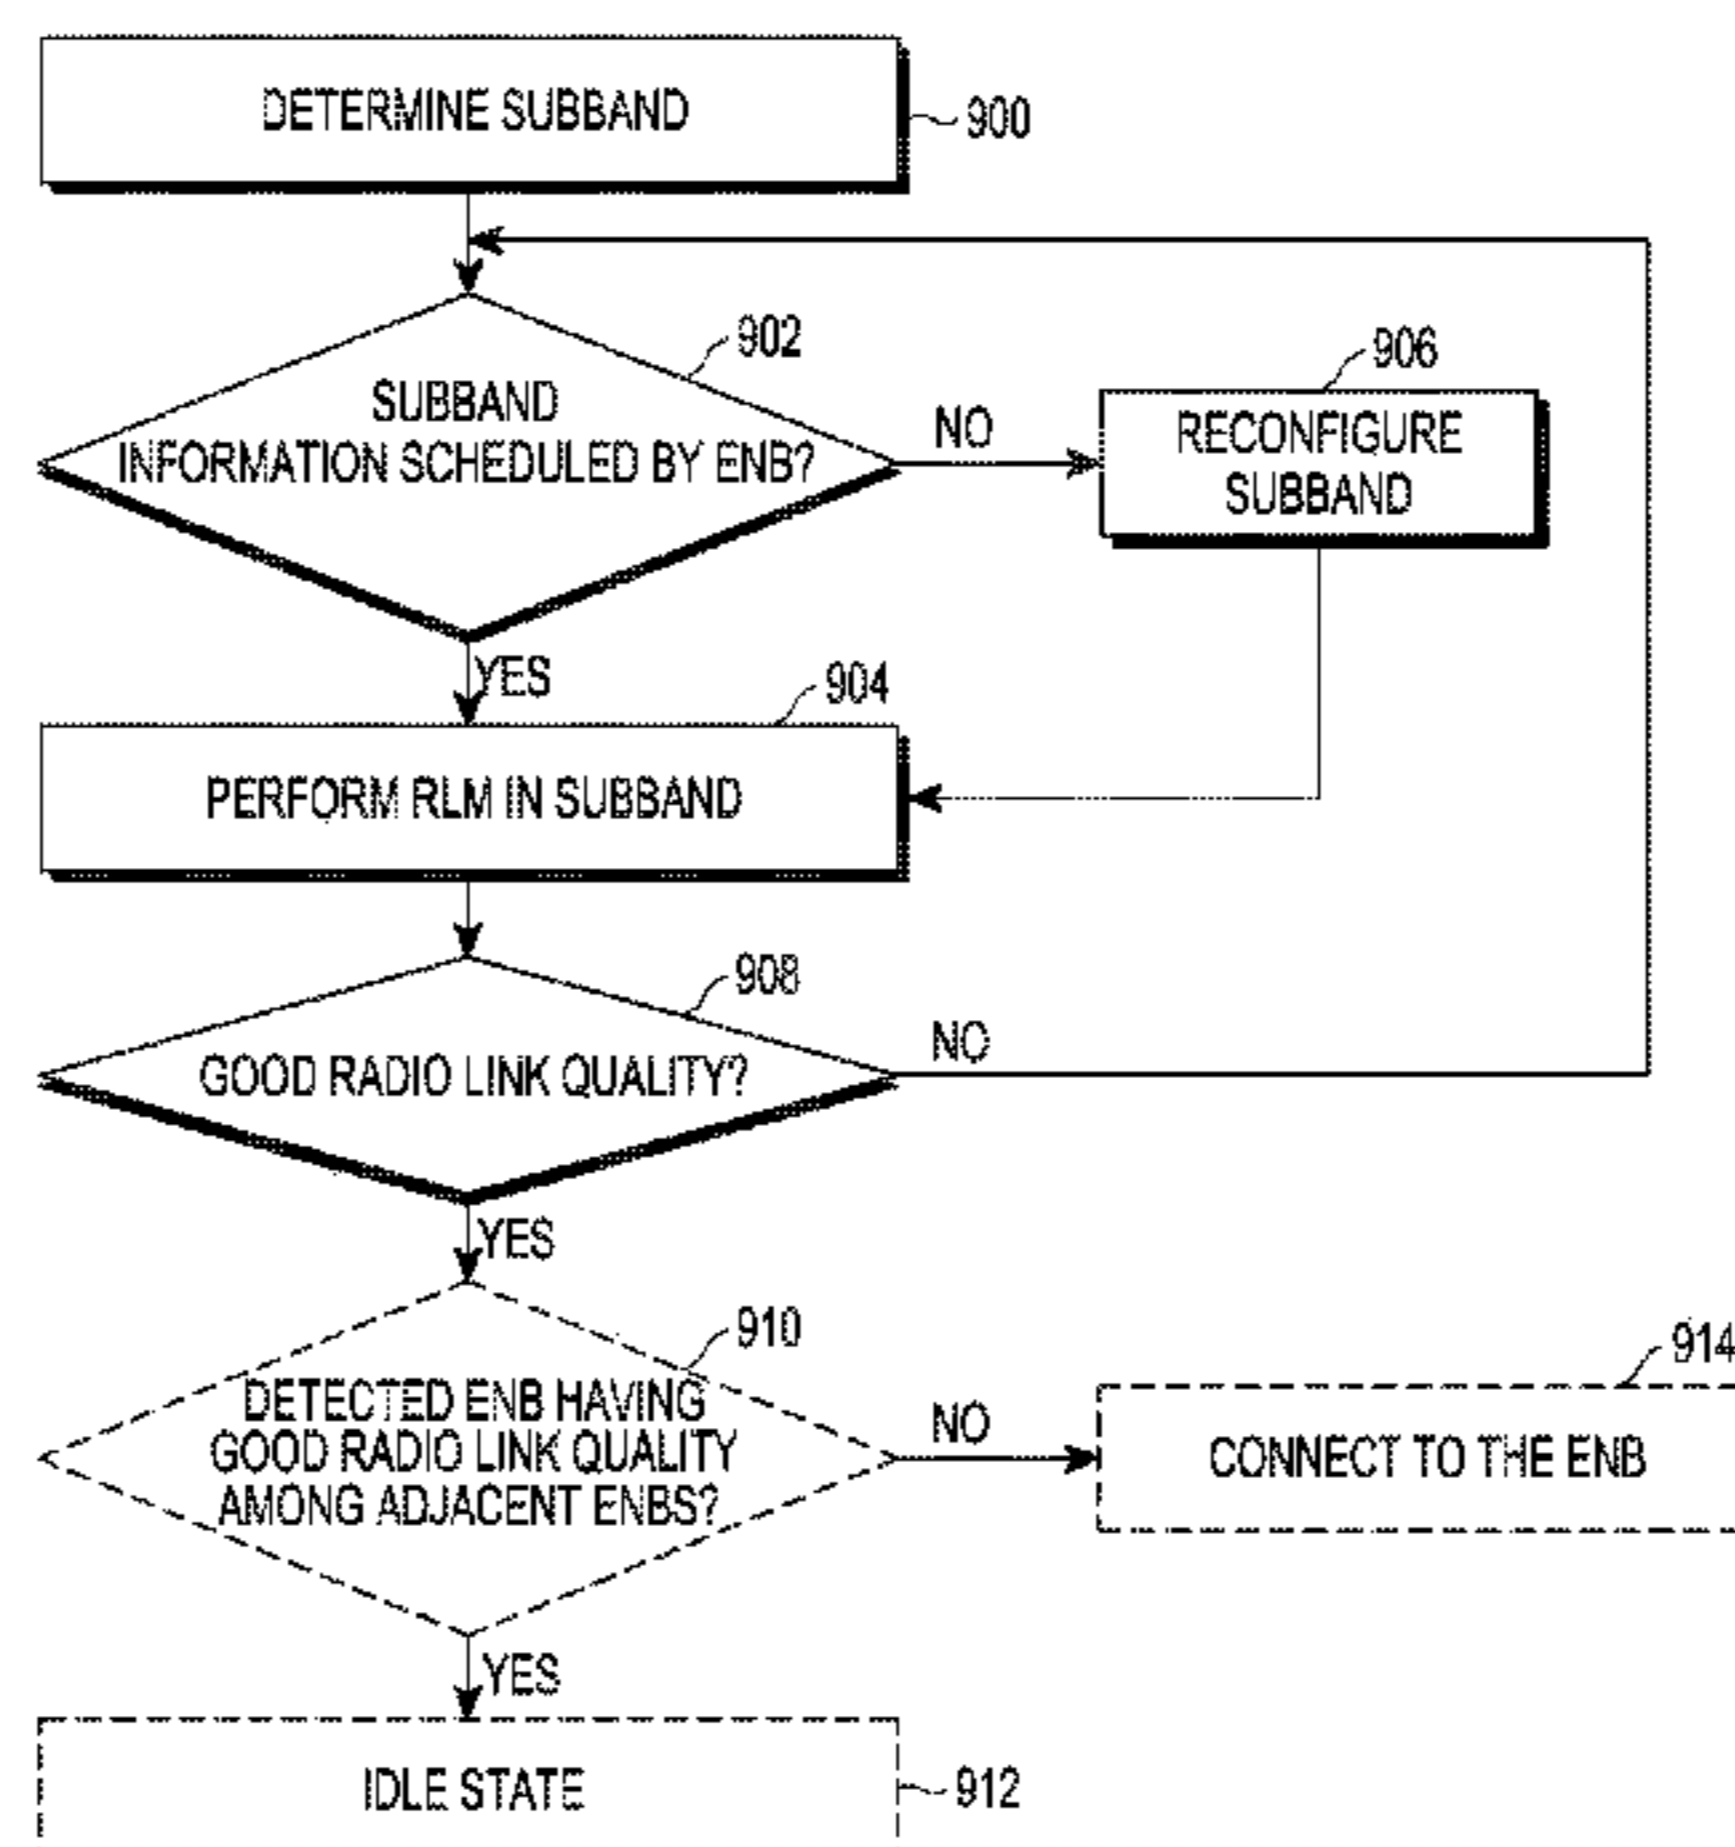 DETERMINE SUBBAND
900
902
SUBBAND
INFORMATION SCHEDULED BY ENB?
NO
906
RECONFIGURE
SUBBAND
YES
904
PERFORM RLM IN SUBBAND
908
GOOD RADIO LINK QUALITY?
NO
YES
910
DETECTED ENB HAVING
GOOD RADIO LINK QUALITY
AMONG ADJACENT ENBS?
NO
914
CONNECT TO THE ENB
YES
IDLE STATE
912